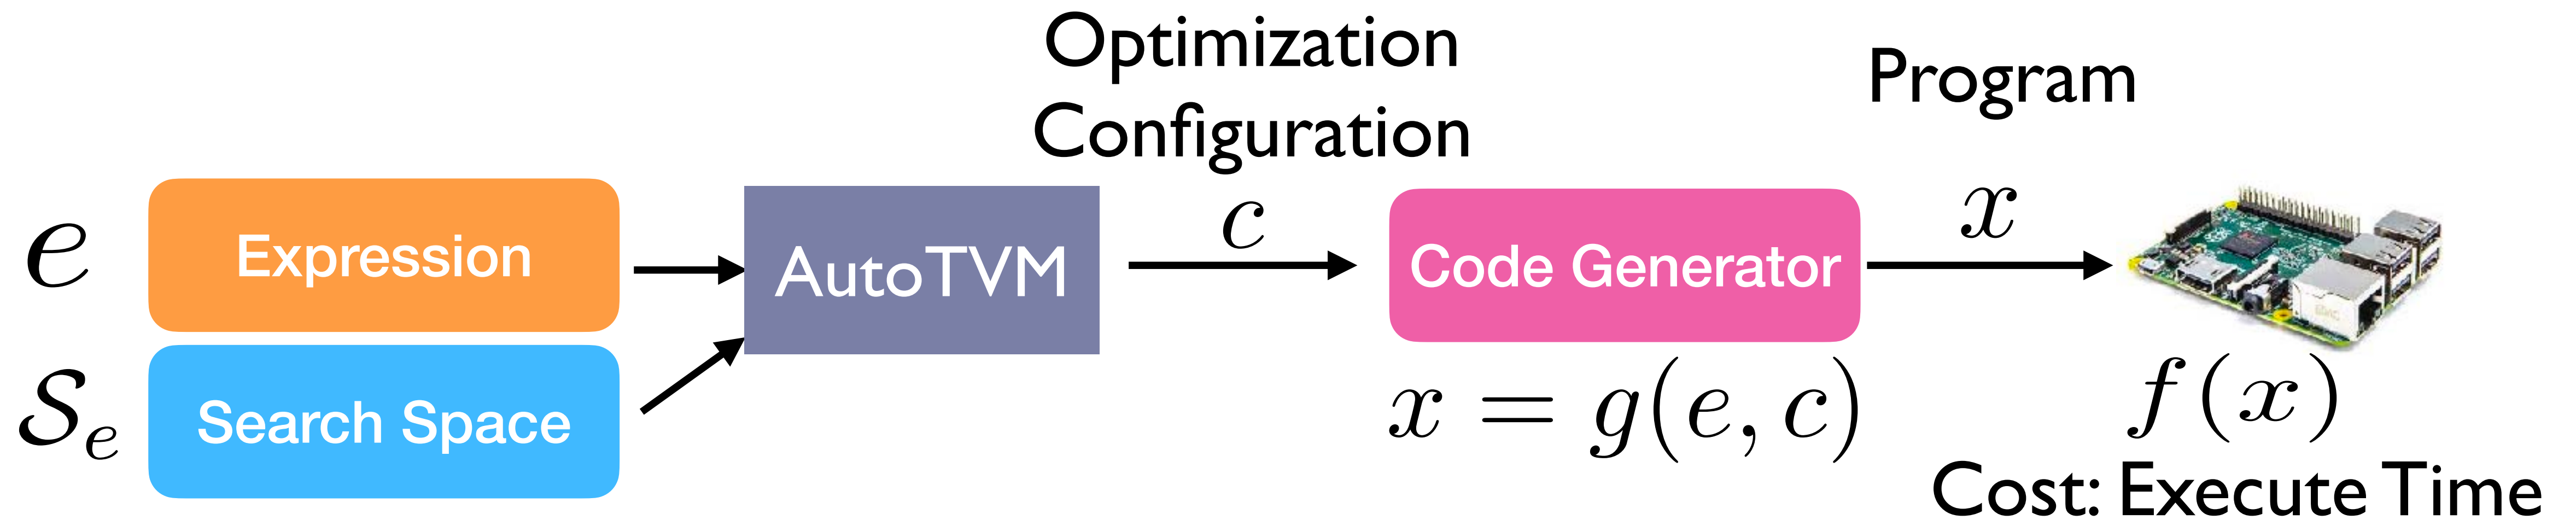 Optimization
Configuration
Program
e
Expression
AutoTVM
c
Code Generator
x
S_e
Search Space
x = g(e, c)
f(x)
Cost: Execute Time